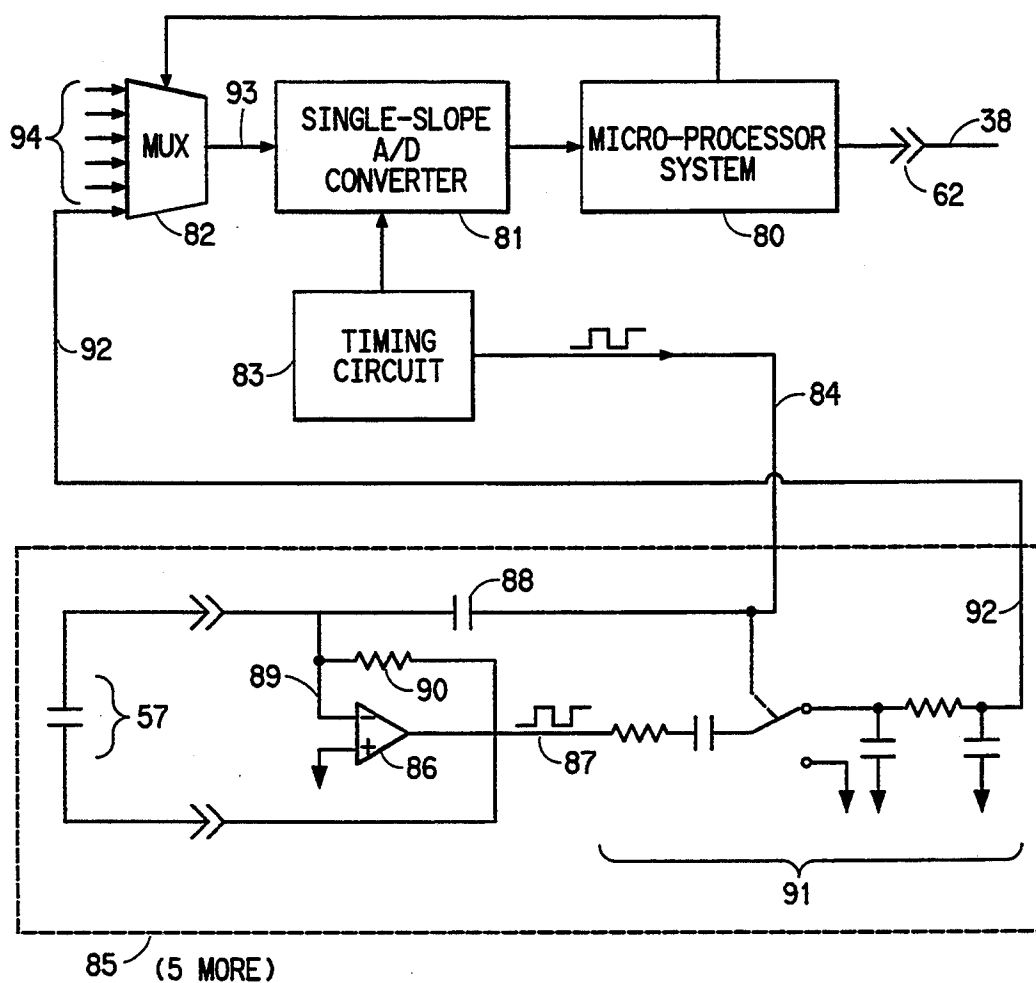 94
MUX
82
93
SINGLE-SLOPE
A/D
CONVERTER
81
MICRO-PROCESSOR
SYSTEM
80
38
62
92
83
TIMING
CIRCUIT
84
88
92
89
90
57
86
87
91
85 (5 MORE)